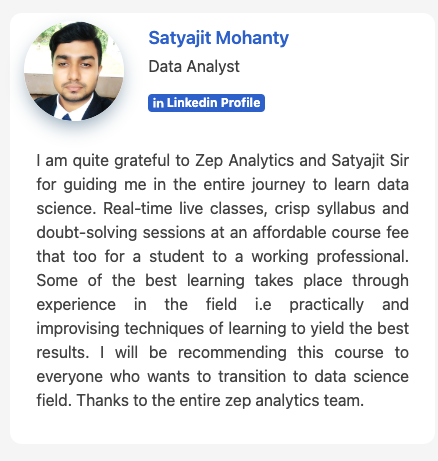 Satyajit Mohanty
Data Analyst
in Linkedin Profile
I am quite grateful to Zep Analytics and Satyajit Sir
for guiding me in the entire journey to learn data
science. Real-time live classes, crisp syllabus and
doubt-solving sessions at an affordable course fee
that too for a student to a working professional.
Some of the best learning takes place through
experience in the field i.e practically and
improvising techniques of learning to yield the best
results. I will be recommending this course to
everyone who wants to transition to data science
field. Thanks to the entire zep analytics team.